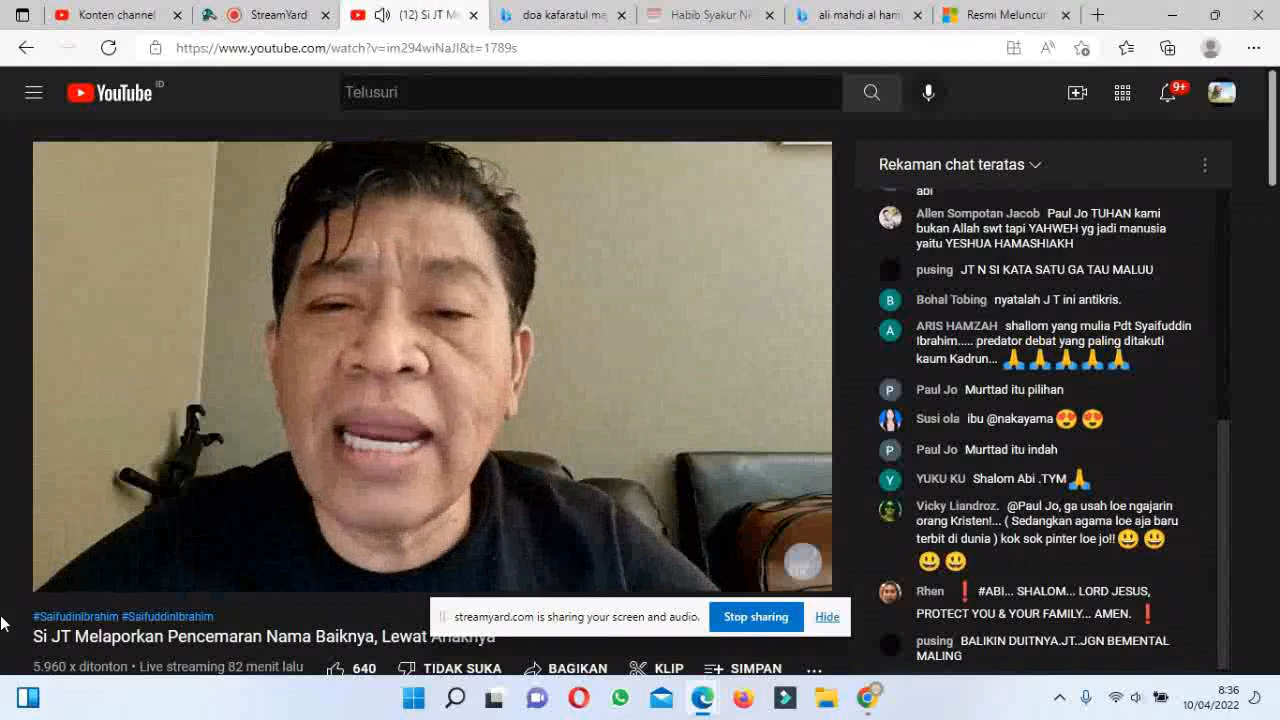 Konten channel
StreamYard
(12) Si JT Me
doa kafaratul maj
Habib Syakur Ni
ali mahdi al ham
Resmi Meluncur
https://www.youtube.com/watch?v=im294wiNaJI&t=1789s
YouTube ID
Telusuri
9+
Rekaman chat teratas
abi
Allen Sompotan Jacob Paul Jo TUHAN kami
bukan Allah swt tapi YAHWEH yg jadi manusia
yaitu YESHUA HAMASHIAKH
pusing JT N SI KATA SATU GA TAU MALUU
B
Bohal Tobing nyatalah J T ini antikris.
A
ARIS HAMZAH shallom yang mulia Pdt Syaifuddin
Ibrahim..... predator debat yang paling ditakuti
kaum Kadrun... 🙏🙏🙏🙏🙏
P
Paul Jo Murttad itu pilihan
Susi ola ibu @nakayama😍😍
P
Paul Jo Murttad itu indah
Y
YUKU KU Shalom Abi .TYM🙏
Vicky Liandroz. @Paul Jo, ga usah loe ngajarin
orang Kristen!... ( Sedangkan agama loe aja baru
terbit di dunia ) kok sok pinter loe jo!!😃😃
😃😃
Rhen ❗ #ABI... SHALOM... LORD JESUS,
PROTECT YOU & YOUR FAMILY... AMEN. ❗
pusing BALIKIN DUITNYA.JT..JGN BEMENTAL
MALING
#SaifudinIbrahim #SaifuddinIbrahim
Si JT Melaporkan Pencemaran Nama Baiknya, Lewat Anaknya
streamyard.com is sharing your screen and audio.
Stop sharing
Hide
5.960 x ditonton • Live streaming 82 menit lalu
640
TIDAK SUKA
BAGIKAN
KLIP
SIMPAN
8:36
10/04/2022